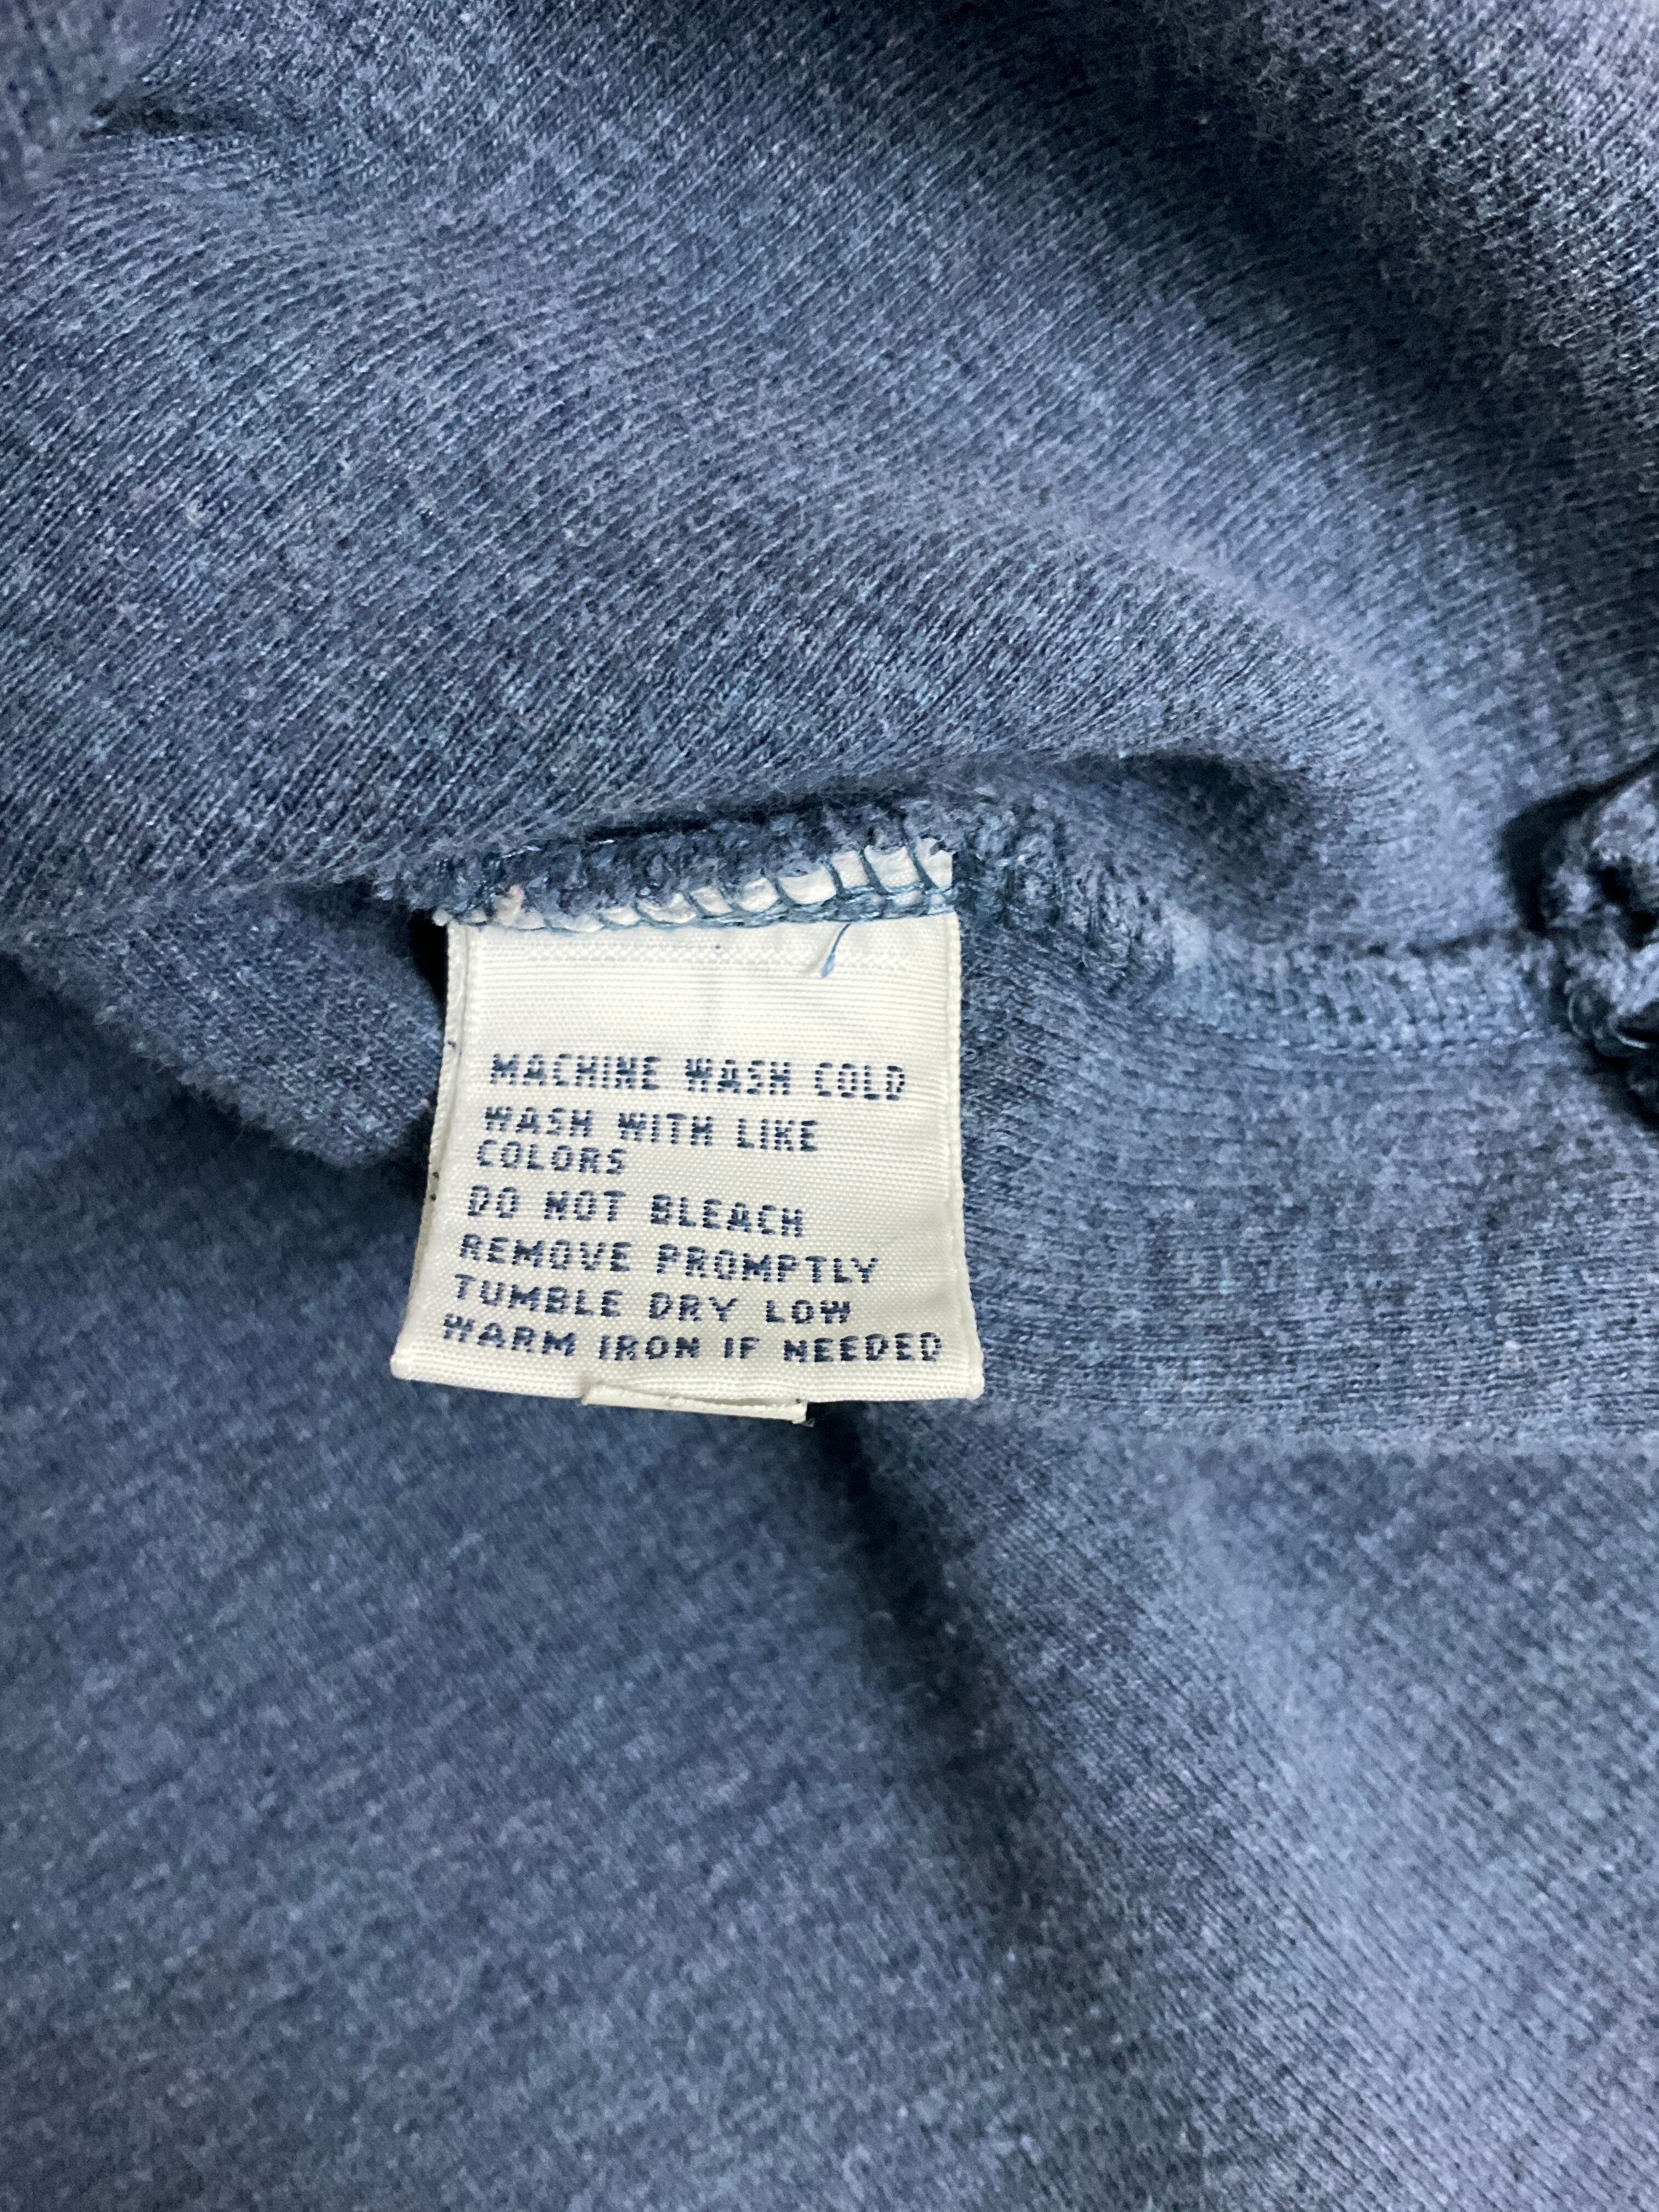 MACHINE WASH COLD
WASH WITH LIKE
COLORS
DO NOT BLEACH
REMOVE PROMPTLY
TUMBLE DRY LOW
WARM IRON IF NEEDED